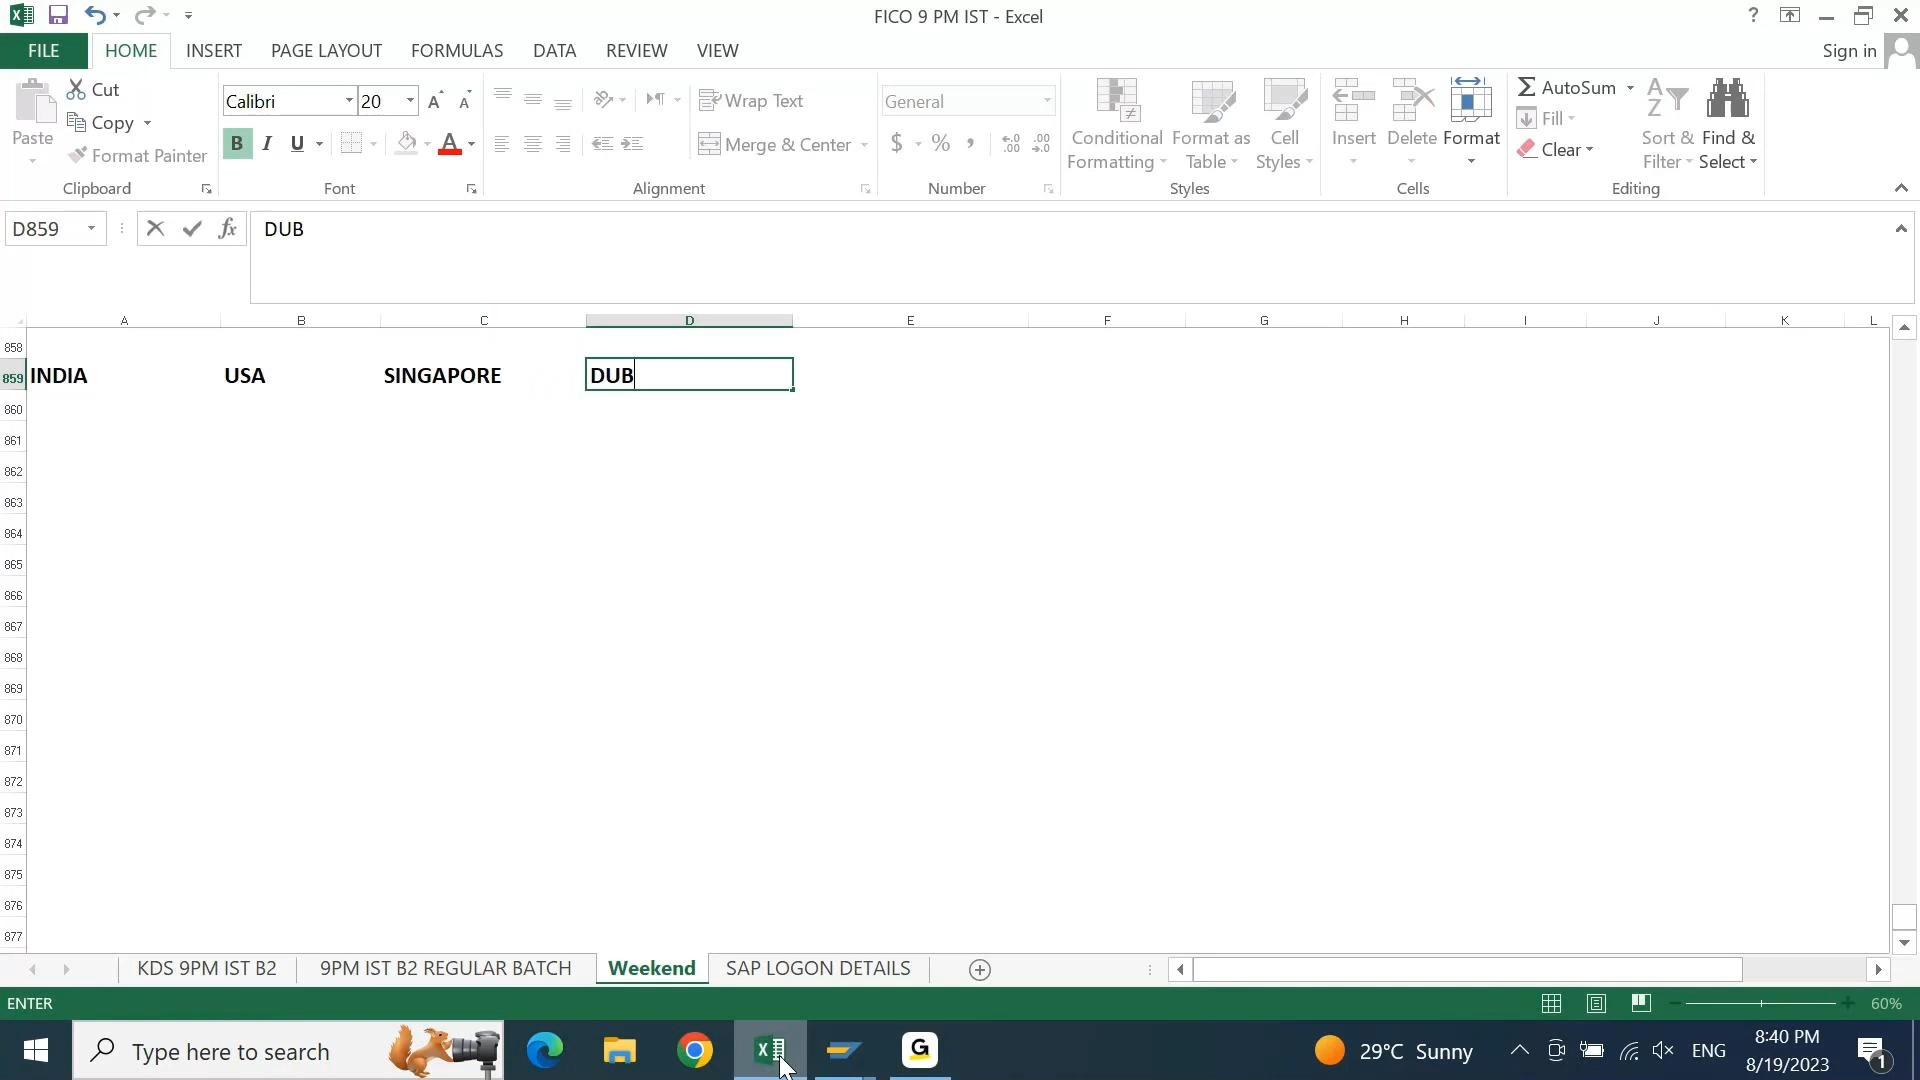 FICO 9 PM IST - Excel
?
FILE HOME INSERT PAGE LAYOUT FORMULAS DATA REVIEW VIEW Sign in
Paste
Cut
Copy
Format Painter
Clipboard
Calibri 20 A A
B I U A
Font
Wrap Text
Merge & Center
Alignment
General
$ % ,
Number
Conditional Formatting
Format as Table
Cell Styles
Styles
Insert
Delete
Format
Cells
AutoSum
Fill
Clear
Sort & Filter
Find & Select
Editing
D859 fx DUB
A B C D E F G H I J K L
858
859 INDIA USA SINGAPORE DUB
860
861
862
863
864
865
866
867
868
869
870
871
872
873
874
875
876
877
KDS 9PM IST B2 9PM IST B2 REGULAR BATCH Weekend SAP LOGON DETAILS
ENTER 60%
Type here to search 29°C Sunny ENG 8:40 PM
8/19/2023
1